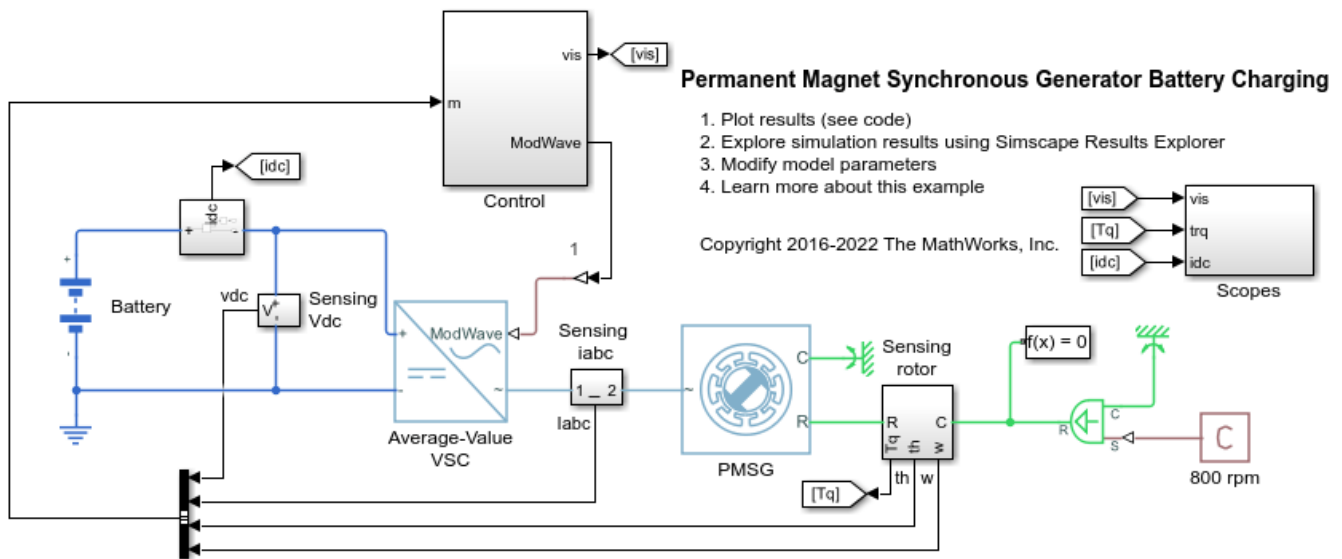 vis
[vis]
m
ModWave
Control
Permanent Magnet Synchronous Generator Battery Charging
1. Plot results (see code)
2. Explore simulation results using Simscape Results Explorer
3. Modify model parameters
4. Learn more about this example
Copyright 2016-2022 The MathWorks, Inc.
[vis]
vis
[Tq]
trq
[idc]
idc
Scopes
[idc]
idc
+
-
1
+
Battery
-
vdc
V
+
-
Sensing
Vdc
+
ModWave
-
~
Average-Value
VSC
Sensing
iabc
1
2
Iabc
~
C
R
PMSG
Sensing
rotor
R
C
Tq
th
w
th
w
[Tq]
f(x) = 0
R
C
S
C
800 rpm